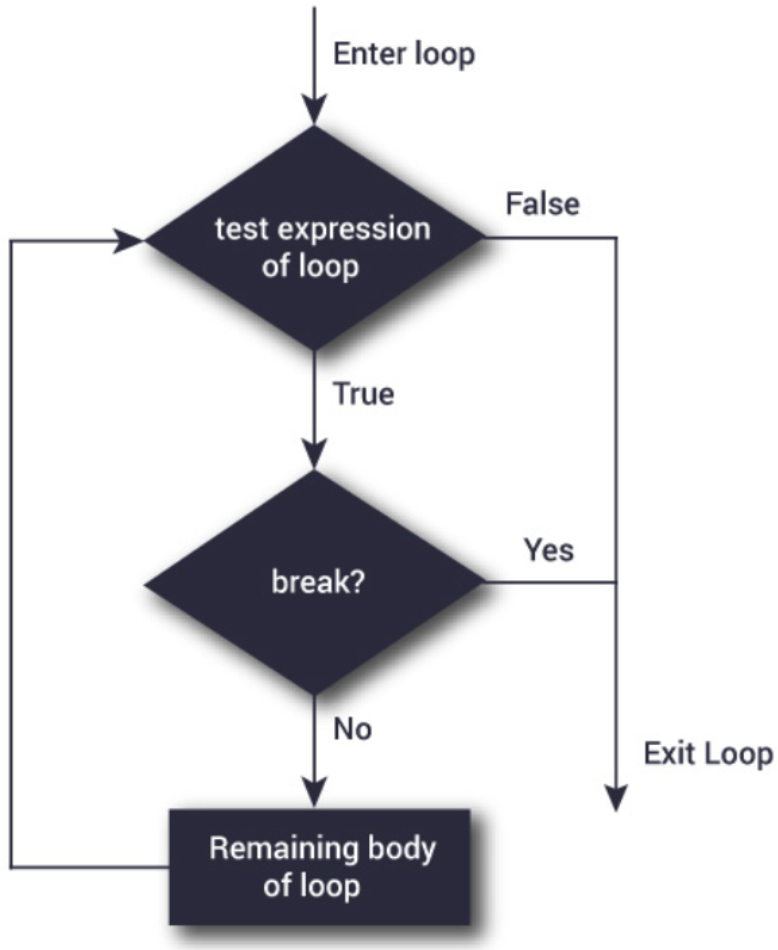 Enter loop
False
test expression
of loop
True
Yes
break?
No
Exit Loop
Remaining body
of loop